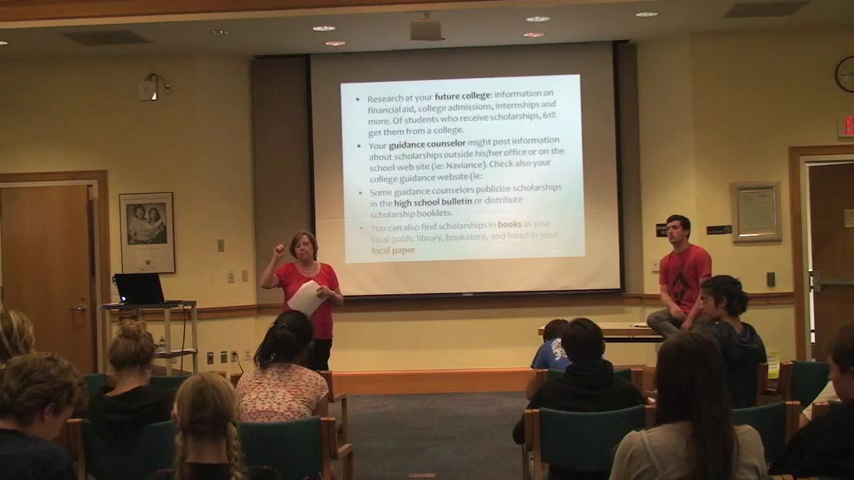 • Research at your future college: information on
financial aid, college admissions, internships and
more. Of students who receive scholarships, 61%
get them from a college.
• Your guidance counselor might post information
about scholarships outside his/her office or on the
school web site (ie: Naviance). Check also your
college guidance website (ie:
• Some guidance counselors publicize scholarships
in the high school bulletin or distribute
scholarship booklets.
• You can also find scholarships in books in your
local public library, bookstore, and listed in your
local paper.